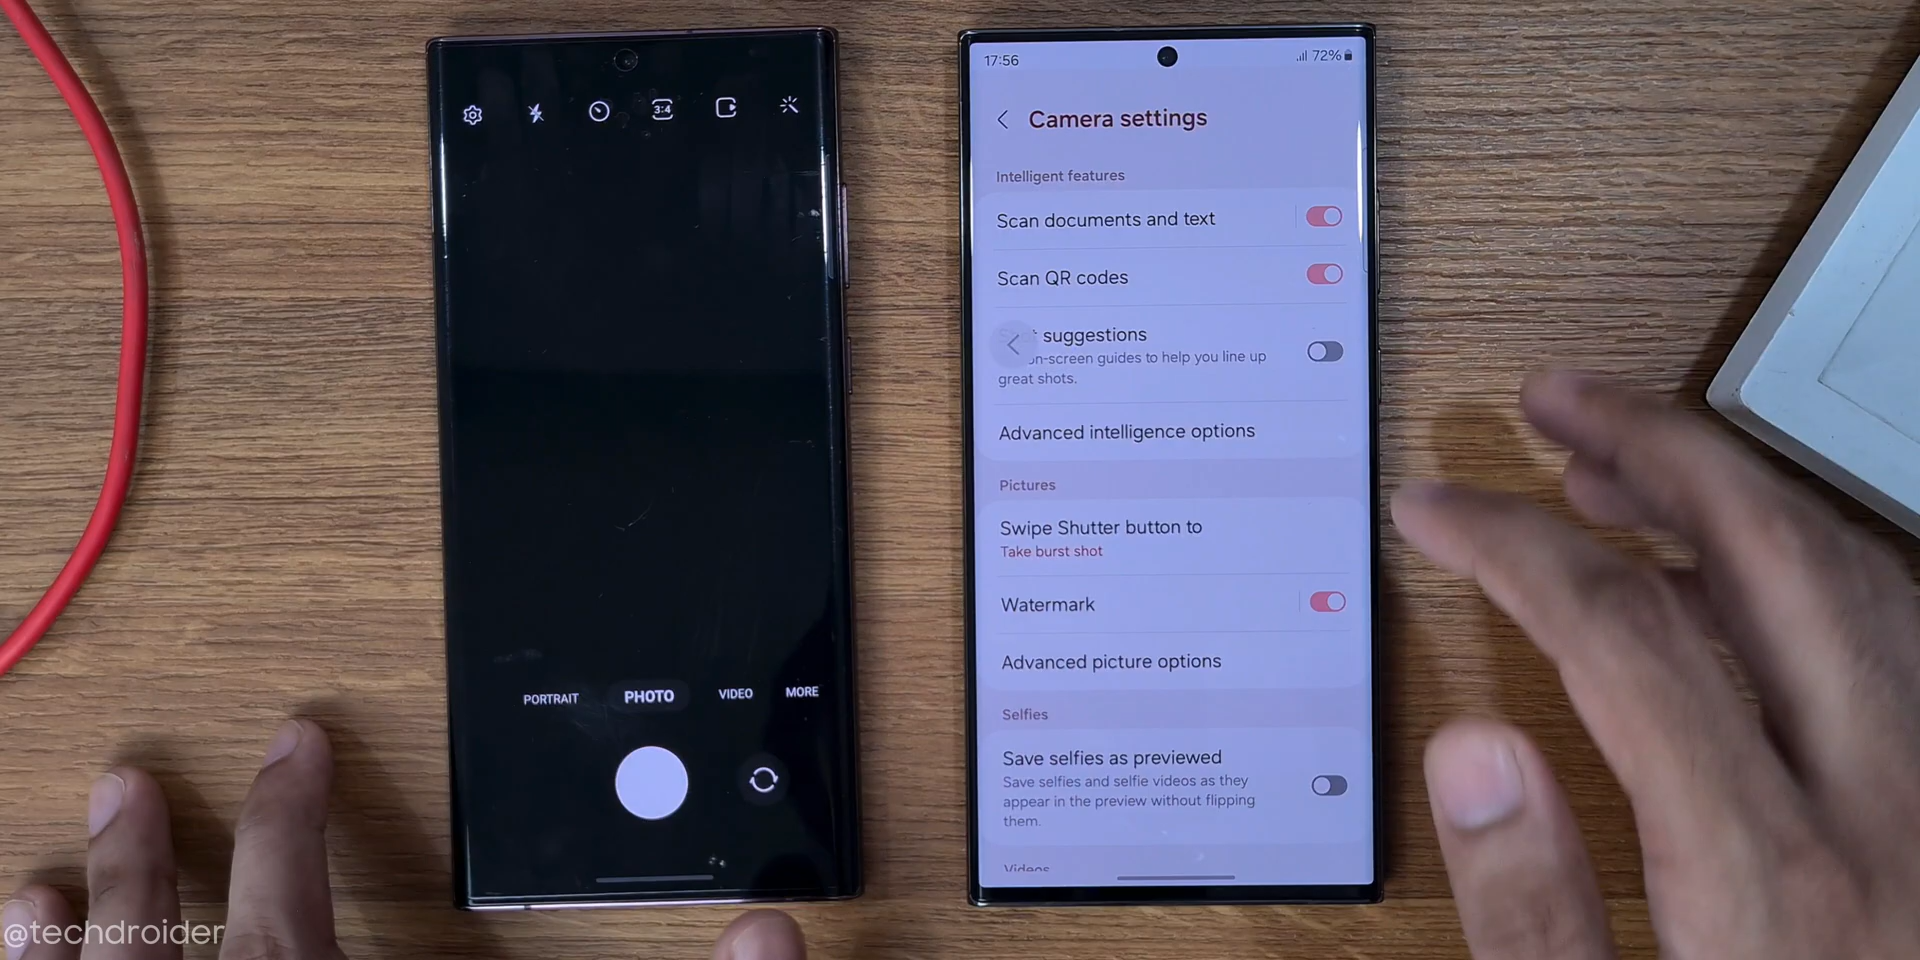 3:4
PORTRAIT
PHOTO
VIDEO
MORE
17:56
72%
Camera settings
Intelligent features
Scan documents and text
Scan QR codes
suggestions
on-screen guides to help you line up
great shots.
Advanced intelligence options
Pictures
Swipe Shutter button to
Take burst shot
Watermark
Advanced picture options
Selfies
Save selfies as previewed
Save selfies and selfie videos as they
appear in the preview without flipping
them.
Videos
@techdroider